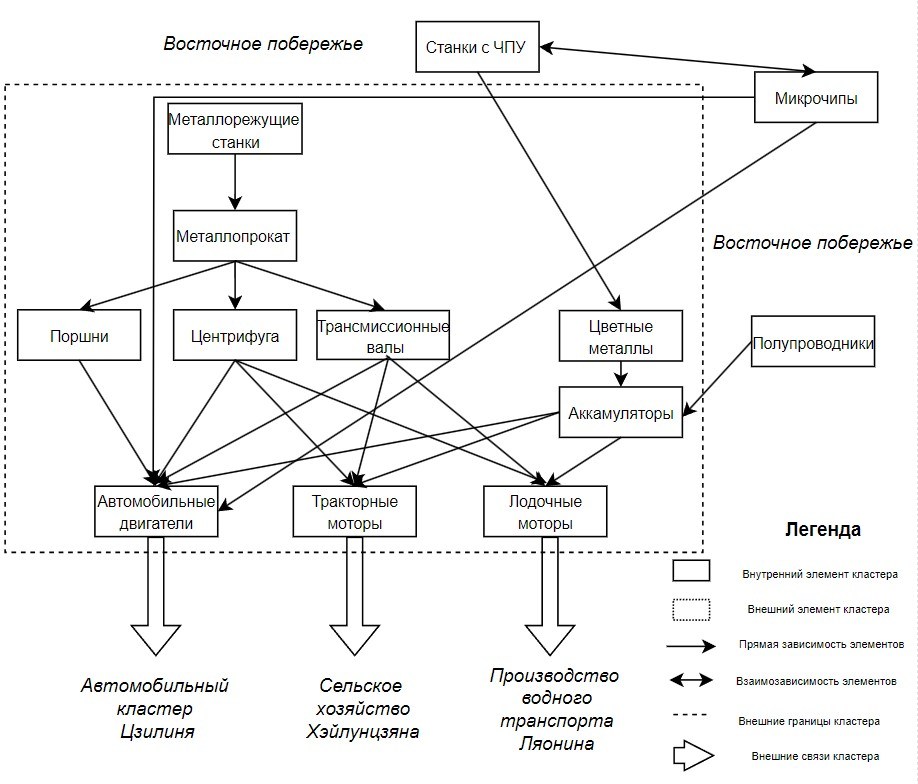 Восточное побережье
Станки с ЧПУ
Микрочипы
Металлорежущие
станки
Металлопрокат
Восточное побережье
Поршни
Центрифуга
Трансмиссионные
валы
Цветные
металлы
Полупроводники
Аккамуляторы
Автомобильные
двигатели
Тракторные
моторы
Лодочные
моторы
Легенда
Внутренний элемент кластера
Внешний элемент кластера
Прямая зависимость элементов
Взаимозависимость элементов
Внешние границы кластера
Внешние связи кластера
Автомобильный
кластер
Цзилиня
Сельское
хозяйство
Хэйлунцзяна
Производство
водного
транспорта
Ляонина